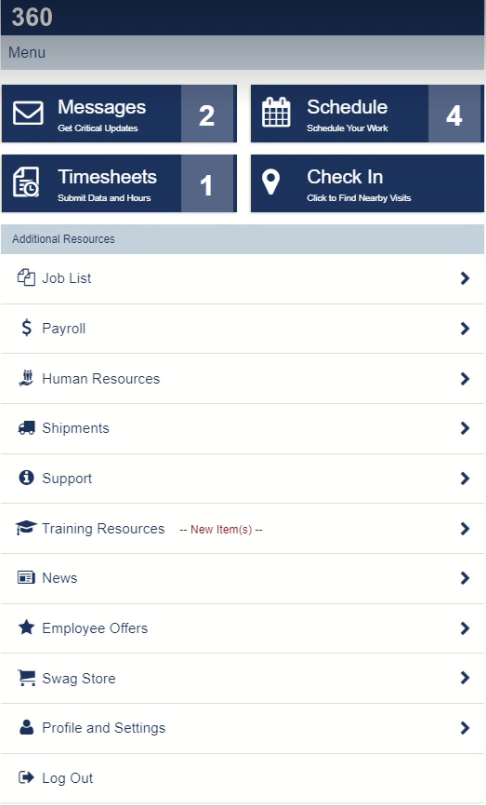 360
Menu
Messages
Get Critical Updates
2
Schedule
Schedule Your Work
4
Timesheets
Submit Data and Hours
1
Check In
Click to Find Nearby Visits
Additional Resources
Job List
Payroll
Human Resources
Shipments
Support
Training Resources -- New Item(s) --
News
Employee Offers
Swag Store
Profile and Settings
Log Out